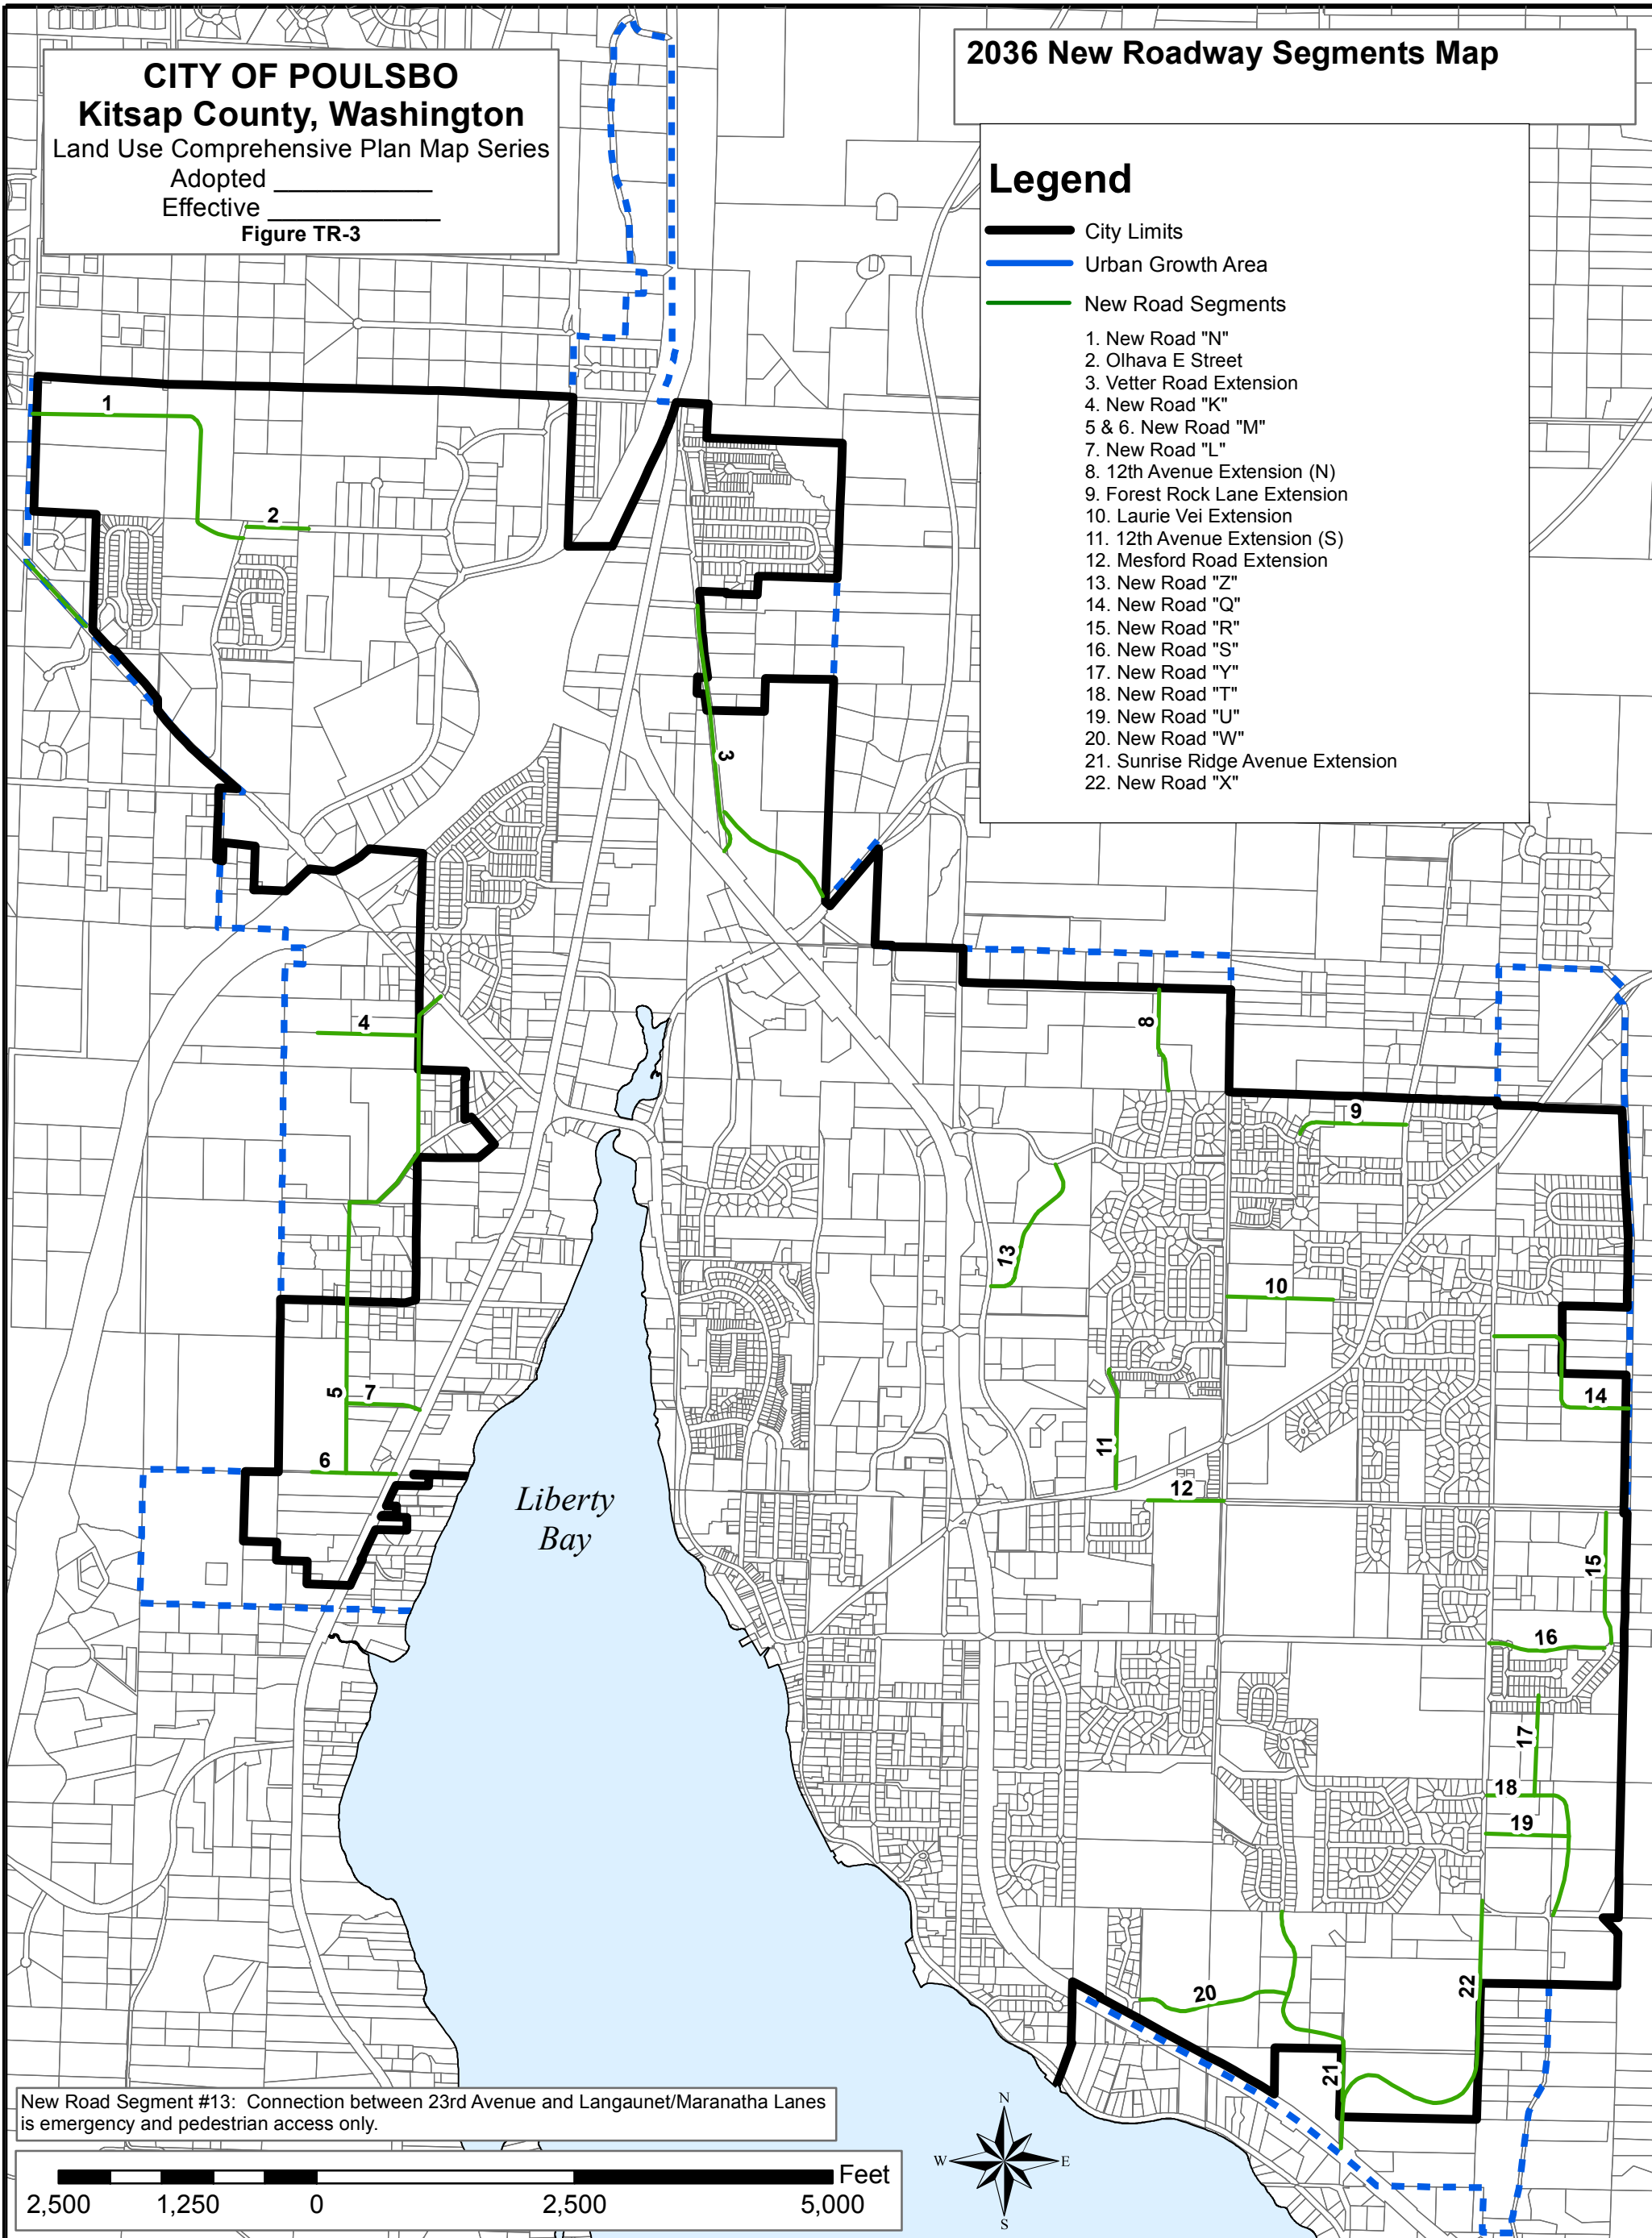 CITY OF POULSBO
Kitsap County, Washington
Land Use Comprehensive Plan Map Series
Adopted ____________
Effective ____________
Figure TR-3
2036 New Roadway Segments Map
Legend
City Limits
Urban Growth Area
New Road Segments
1. New Road "N"
2. Olhava E Street
3. Vetter Road Extension
4. New Road "K"
5 & 6. New Road "M"
7. New Road "L"
8. 12th Avenue Extension (N)
9. Forest Rock Lane Extension
10. Laurie Vei Extension
11. 12th Avenue Extension (S)
12. Mesford Road Extension
13. New Road "Z"
14. New Road "Q"
15. New Road "R"
16. New Road "S"
17. New Road "Y"
18. New Road "T"
19. New Road "U"
20. New Road "W"
21. Sunrise Ridge Avenue Extension
22. New Road "X"
1
2
3
4
8
9
13
10
5
7
14
11
6
12
Liberty
Bay
15
16
17
18
19
22
20
21
New Road Segment #13: Connection between 23rd Avenue and Langaunet/Maranatha Lanes
is emergency and pedestrian access only.
N
W
E
S
Feet
2,500 1,250 0 2,500 5,000